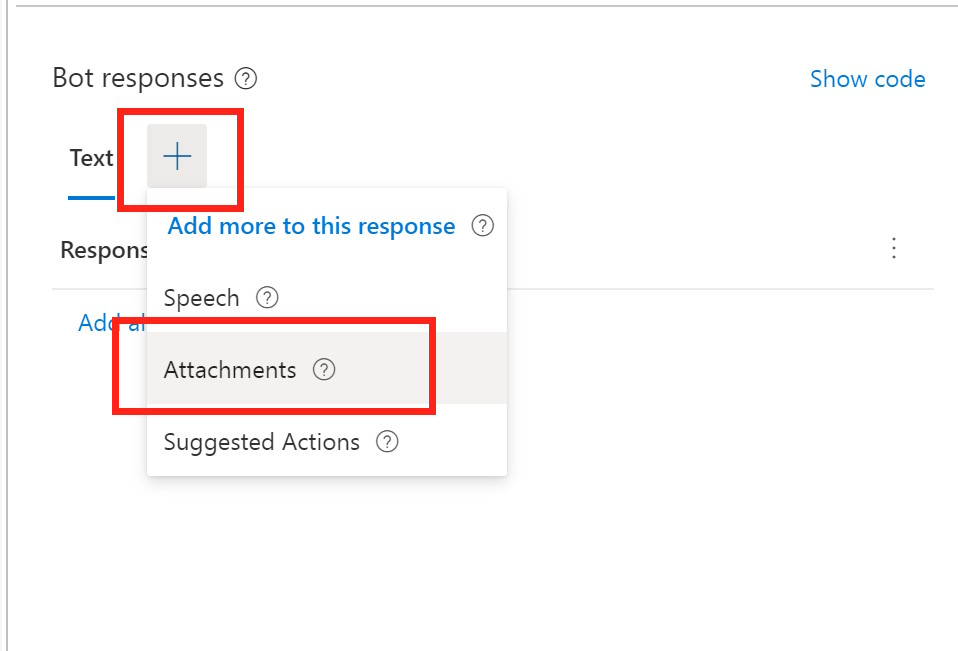 Bot responses ?
Show code
Text +
Add more to this response ?
Respons
Speech ?
Add al
Attachments ?
Suggested Actions ?